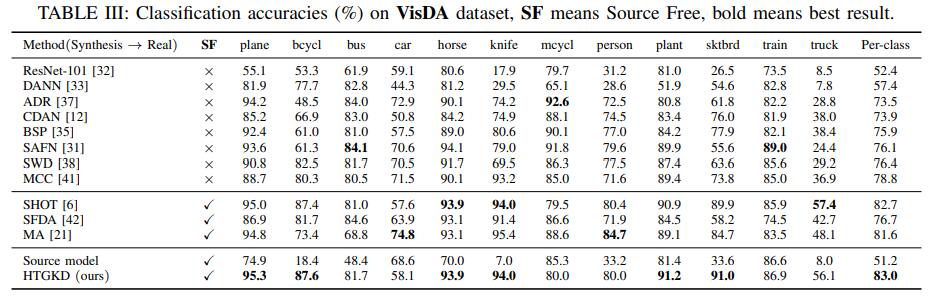 TABLE III: Classification accuracies (%) on VisDA dataset, SF means Source Free, bold means best result.
Method(Synthesis → Real) SF plane bcycl bus car horse knife mcycl person plant sktbrd train truck Per-class
ResNet-101 [32] × 55.1 53.3 61.9 59.1 80.6 17.9 79.7 31.2 81.0 26.5 73.5 8.5 52.4
DANN [33] × 81.9 77.7 82.8 44.3 81.2 29.5 65.1 28.6 51.9 54.6 82.8 7.8 57.4
ADR [37] × 94.2 48.5 84.0 72.9 90.1 74.2 92.6 72.5 80.8 61.8 82.2 28.8 73.5
CDAN [12] × 85.2 66.9 83.0 50.8 84.2 74.9 88.1 74.5 83.4 76.0 81.9 38.0 73.9
BSP [35] × 92.4 61.0 81.0 57.5 89.0 80.6 90.1 77.0 84.2 77.9 82.1 38.4 75.9
SAFN [31] × 93.6 61.3 84.1 70.6 94.1 79.0 91.8 79.6 89.9 55.6 89.0 24.4 76.1
SWD [38] × 90.8 82.5 81.7 70.5 91.7 69.5 86.3 77.5 87.4 63.6 85.6 29.2 76.4
MCC [41] × 88.7 80.3 80.5 71.5 90.1 93.2 85.0 71.6 89.4 73.8 85.0 36.9 78.8
SHOT [6] ✓ 95.0 87.4 81.0 57.6 93.9 94.0 79.5 80.4 90.9 89.9 85.9 57.4 82.7
SFDA [42] ✓ 86.9 81.7 84.6 63.9 93.1 91.4 86.6 71.9 84.5 58.2 74.5 42.7 76.7
MA [21] ✓ 94.8 73.4 68.8 74.8 93.1 95.4 88.6 84.7 89.1 84.7 83.5 48.1 81.6
Source model ✓ 74.9 18.4 48.4 68.6 70.0 7.0 85.3 33.2 81.4 33.6 86.6 8.0 51.2
HTGKD (ours) ✓ 95.3 87.6 81.7 58.1 93.9 94.0 80.0 80.0 91.2 91.0 86.9 56.1 83.0